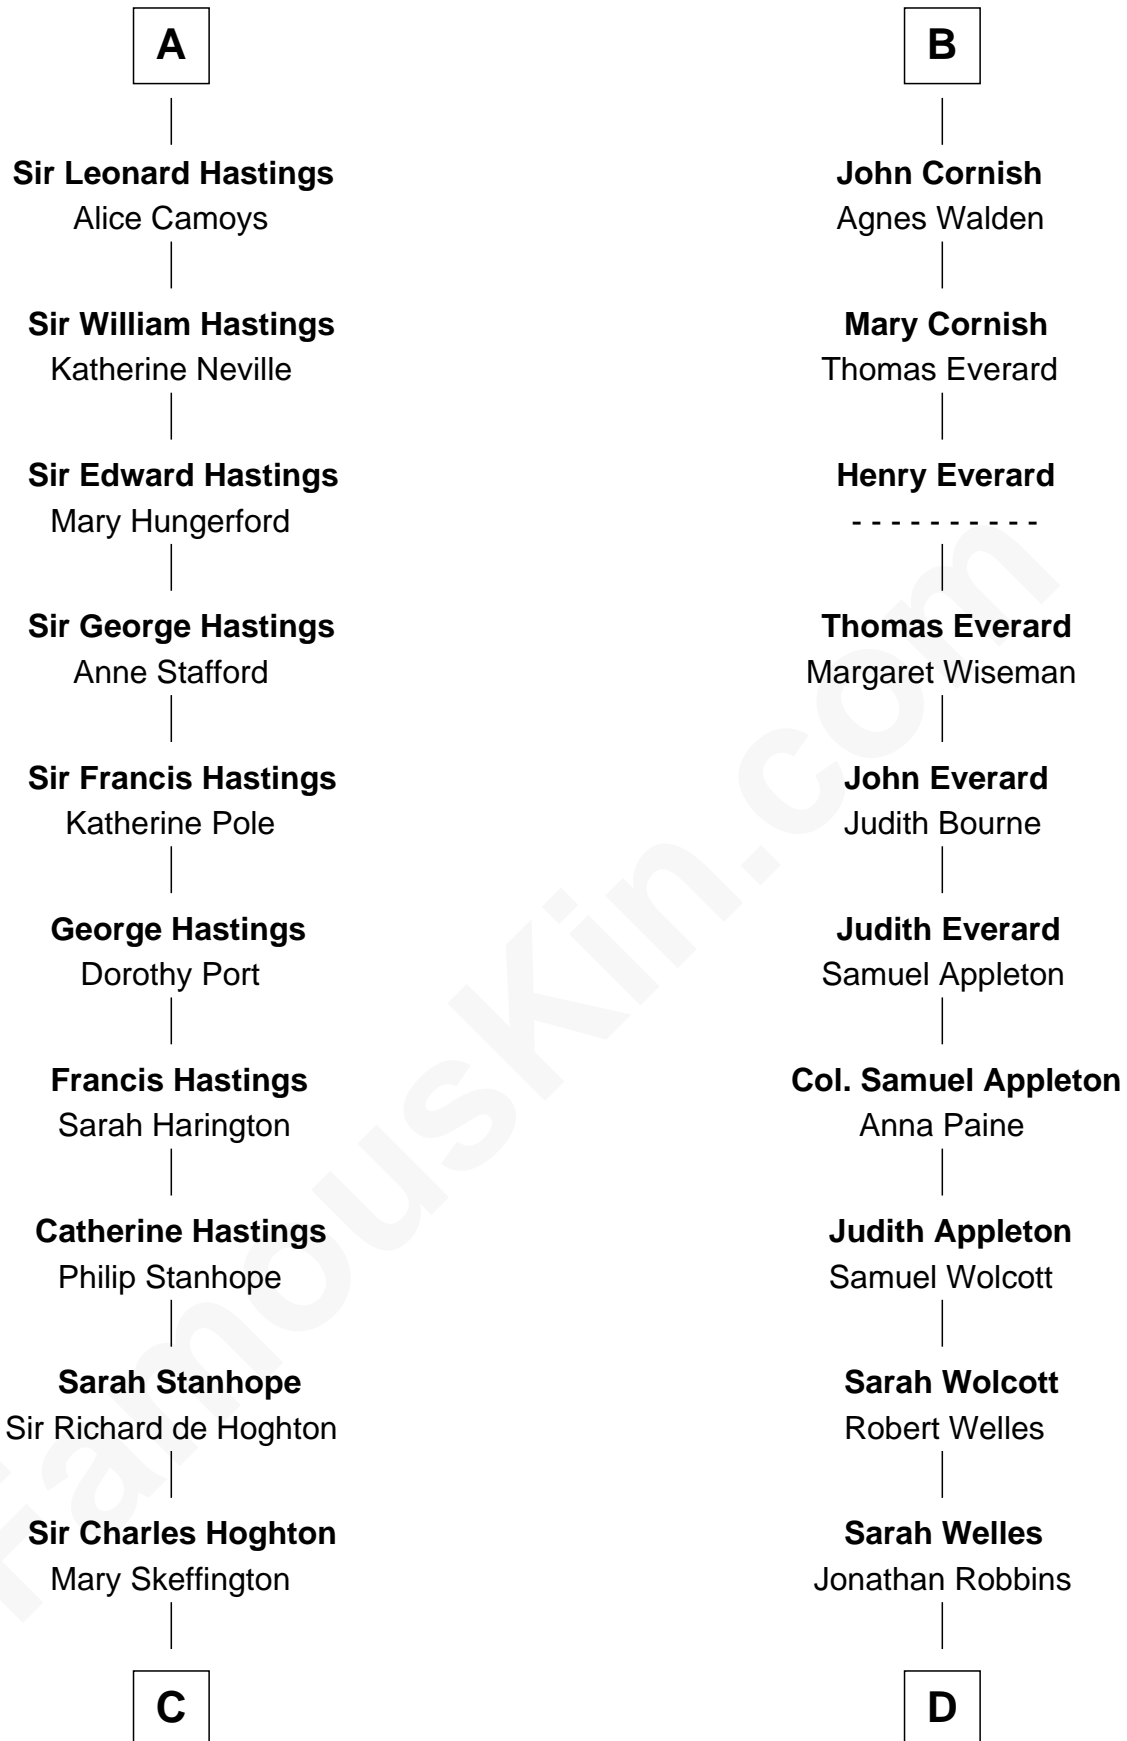 A
Sir Leonard Hastings
Alice Camoys
Sir William Hastings
Katherine Neville
Sir Edward Hastings
Mary Hungerford
Sir George Hastings
Anne Stafford
Sir Francis Hastings
Katherine Pole
George Hastings
Dorothy Port
Francis Hastings
Sarah Harington
Catherine Hastings
Philip Stanhope
Sarah Stanhope
Sir Richard de Hoghton
Sir Charles Hoghton
Mary Skeffington
C
B
John Cornish
Agnes Walden
Mary Cornish
Thomas Everard
Henry Everard
- - - - - - - - - -
Thomas Everard
Margaret Wiseman
John Everard
Judith Bourne
Judith Everard
Samuel Appleton
Col. Samuel Appleton
Anna Paine
Judith Appleton
Samuel Wolcott
Sarah Wolcott
Robert Welles
Sarah Welles
Jonathan Robbins
D
FamousKin.com